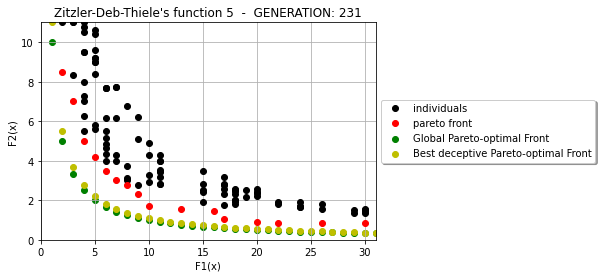 Zitzler-Deb-Thiele's function 5 - GENERATION: 231
F2(x)
10
8
6
4
2
0
0 5 10 15 20 25 30
F1(x)
individuals
pareto front
Global Pareto-optimal Front
Best deceptive Pareto-optimal Front